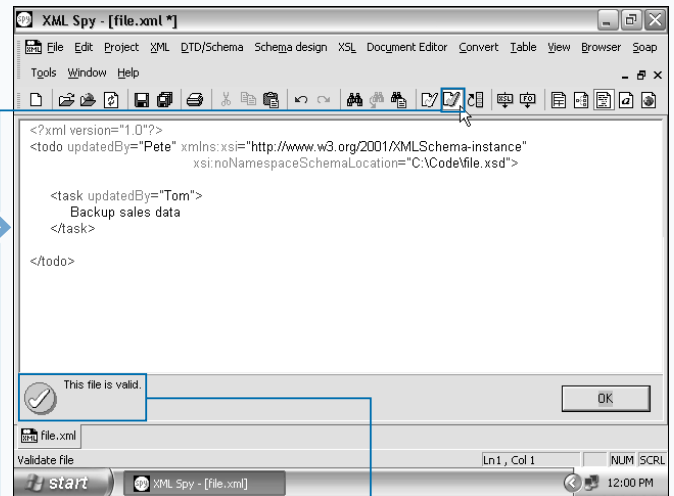 XML Spy - [file.xml *]
File Edit Project XML DTD/Schema Schema design XSL Document Editor Convert Table View Browser Soap
Tools Window Help
<?xml version="1.0"?>
<todo updatedBy="Pete" xmlns:xsi="http://www.w3.org/2001/XMLSchema-instance"
xsi:noNamespaceSchemaLocation="C:\Code\file.xsd">
<task updatedBy="Tom">
Backup sales data
</task>
</todo>
This file is valid.
OK
file.xml
Validate file
Ln1, Col 1
NUM SCRL
start
XML Spy - [file.xml]
12:00 PM